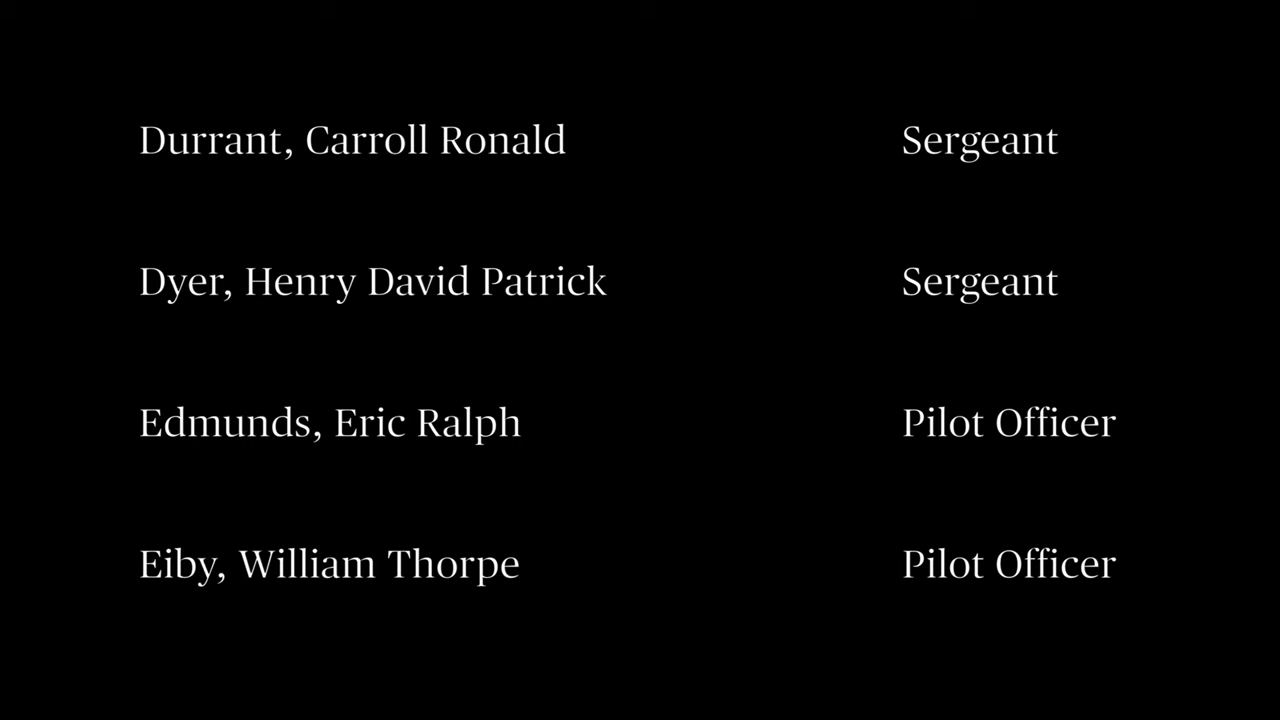 Durrant, Carroll Ronald Sergeant
Dyer, Henry David Patrick Sergeant
Edmunds, Eric Ralph Pilot Officer
Eiby, William Thorpe Pilot Officer